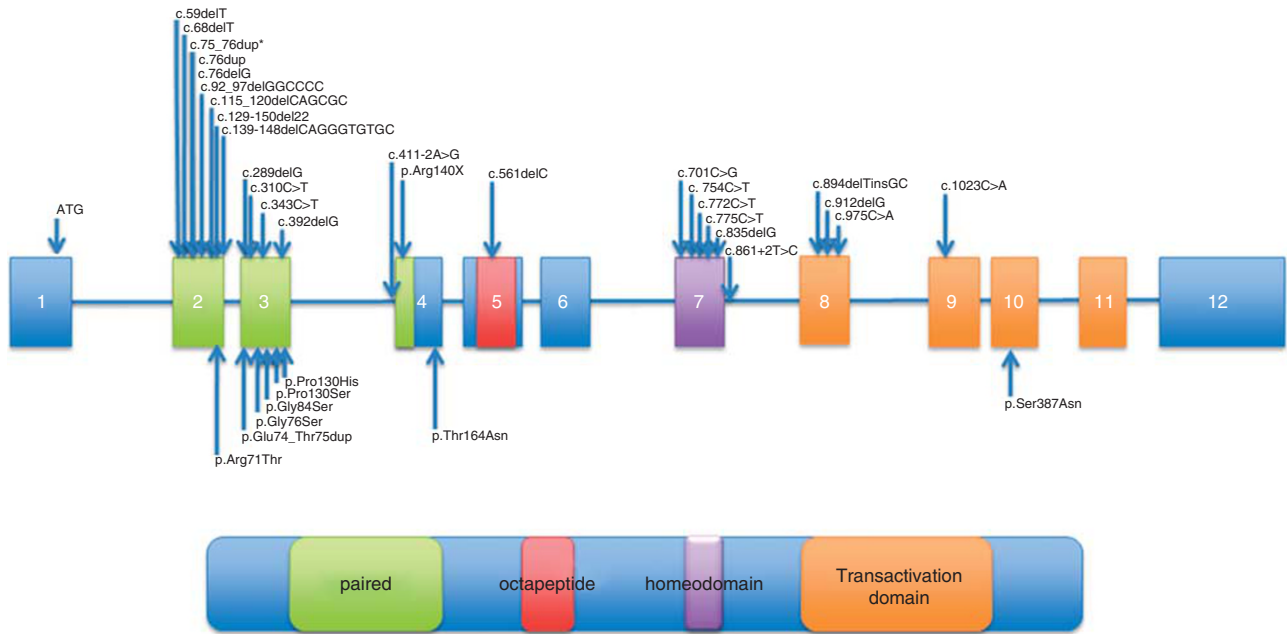 c.59delT
c.68delT
c.75_76dup*
c.76dup
c.76delG
c.92_97delGGCCCC
c.115_120delCAGCGC
c.129-150del22
c.139-148delCAGGGTGTGC
c.289delG
c.310C>T
c.343C>T
c.392delG
c.411-2A>G
p.Arg140X
c.561delC
c.701C>G
c. 754C>T
c.772C>T
c.775C>T
c.835delG
c.861+2T>C
c.894delTinsGC
c.912delG
c.975C>A
c.1023C>A
ATG
1
2
3
4
5
6
7
8
9
10
11
12
p.Pro130His
p.Pro130Ser
p.Gly84Ser
p.Gly76Ser
p.Glu74_Thr75dup
p.Arg71Thr
p.Thr164Asn
p.Ser387Asn
paired
octapeptide
homeodomain
Transactivation
domain